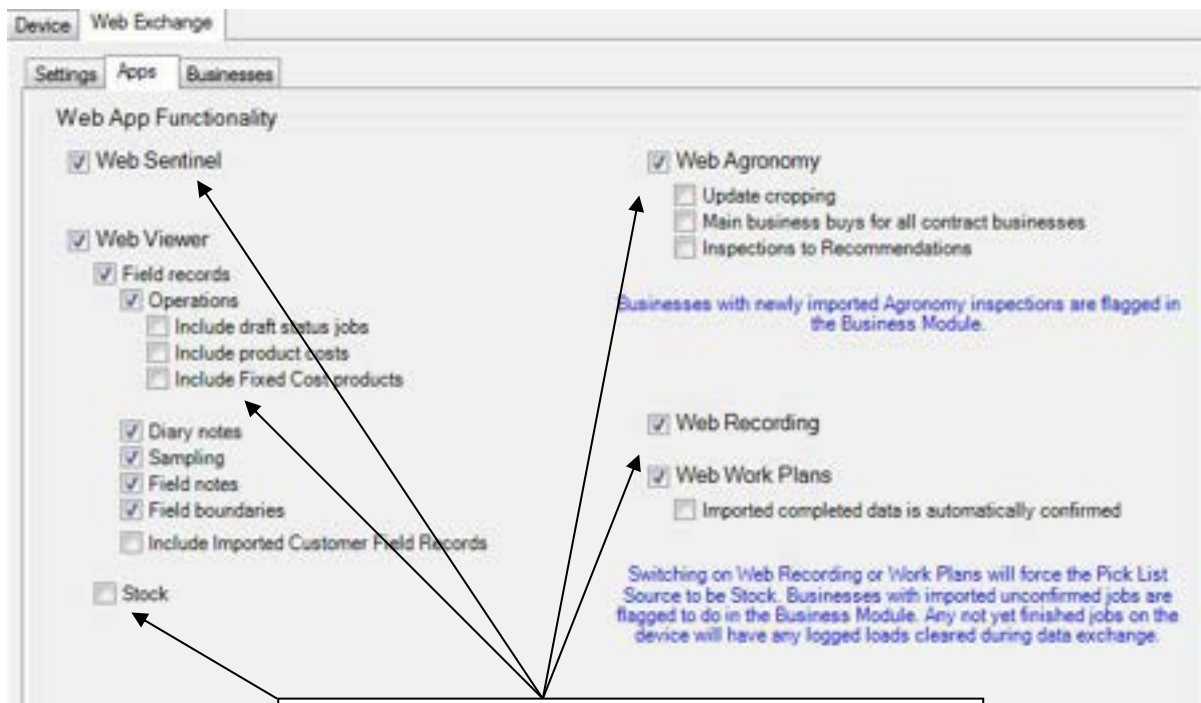 Device Web Exchange
Settings Apps Businesses
Web App Functionality
Web Sentinel
Web Viewer
Field records
Operations
Include draft status jobs
Include product costs
Include Fixed Cost products
Diary notes
Sampling
Field notes
Field boundaries
Include Imported Customer Field Records
Stock
Web Agronomy
Update cropping
Main business buys for all contract businesses
Inspections to Recommendations
Businesses with newly imported Agronomy inspections are flagged in
the Business Module.
Web Recording
Web Work Plans
Imported completed data is automatically confirmed
Switching on Web Recording or Work Plans will force the Pick List
Source to be Stock. Businesses with imported unconfirmed jobs are
flagged to do in the Business Module. Any not yet finished jobs on the
device will have any logged loads cleared during data exchange.